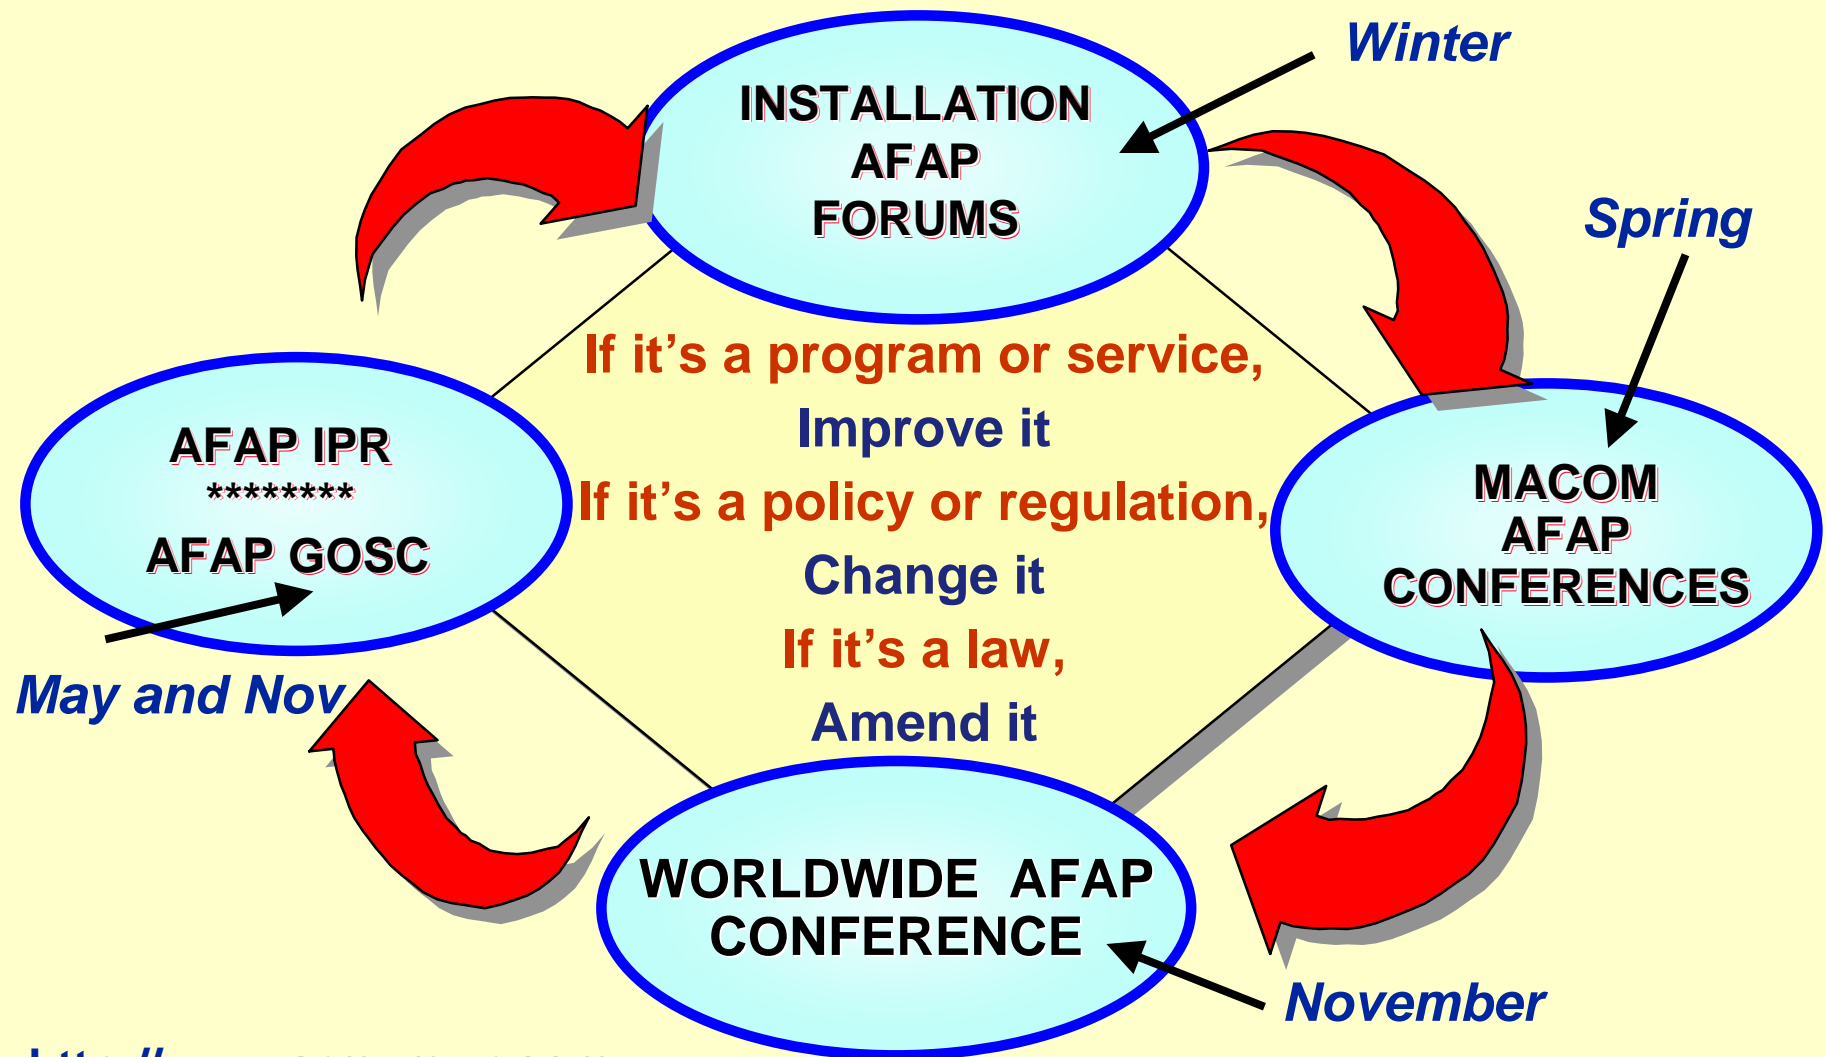 Winter
INSTALLATION
AFAP
FORUMS
Spring
If it’s a program or service,
Improve it
If it’s a policy or regulation,
Change it
If it’s a law,
Amend it
AFAP IPR
********
AFAP GOSC
MACOM
AFAP
CONFERENCES
May and Nov
WORLDWIDE AFAP
CONFERENCE
November